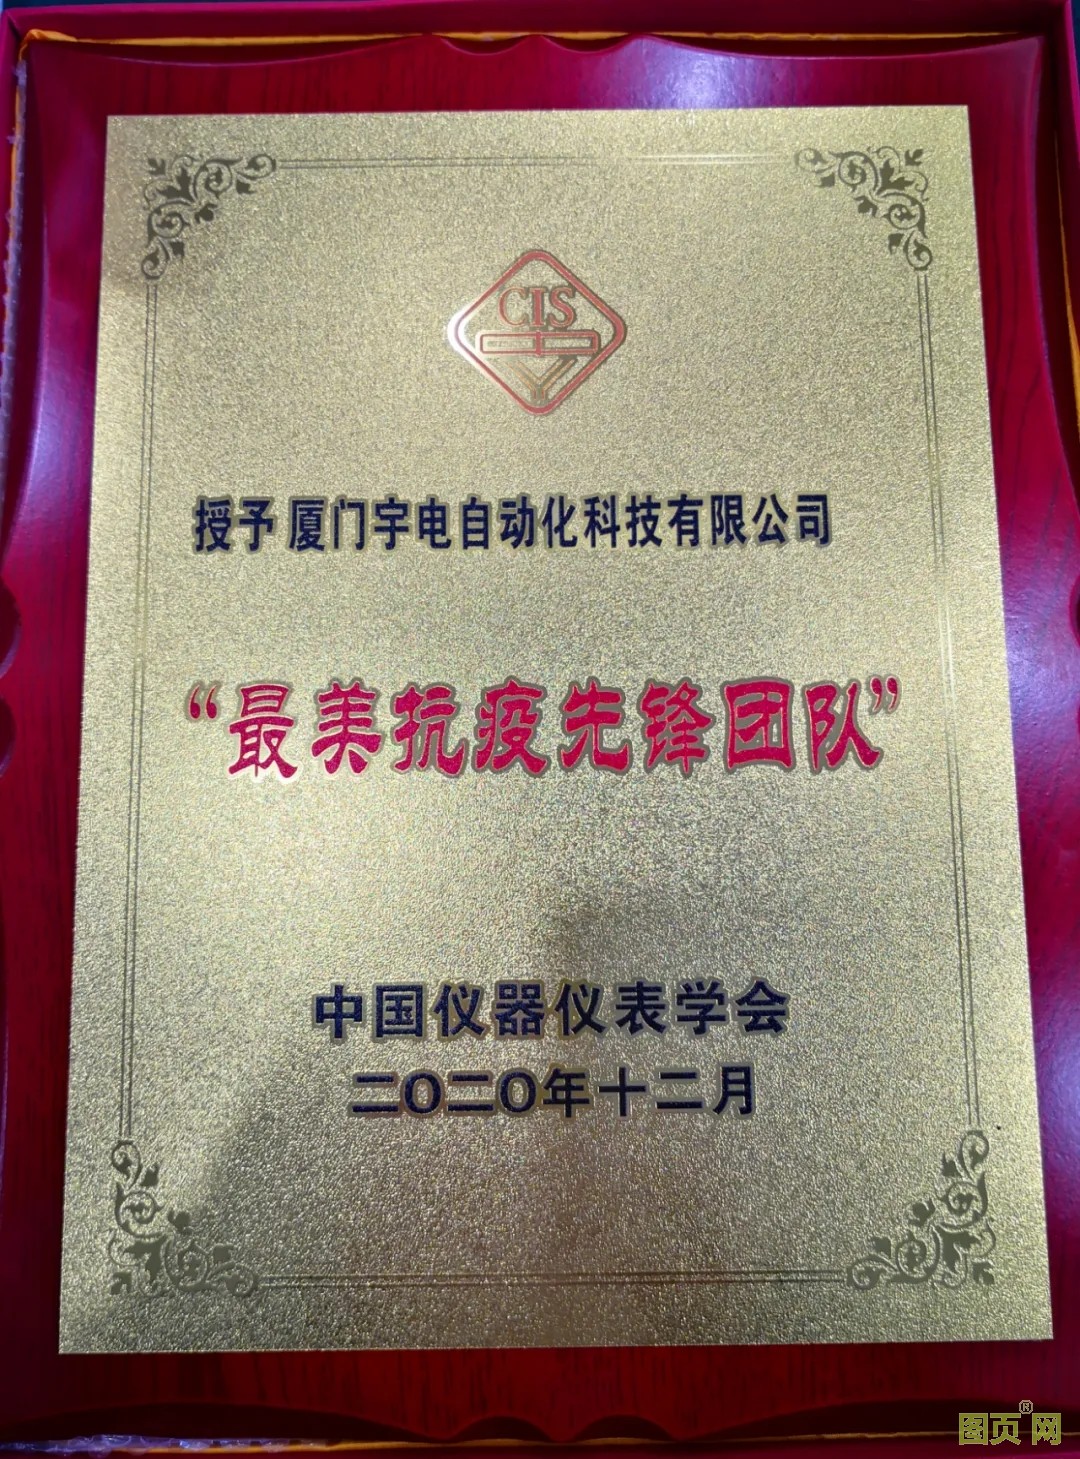 CIS
授予 厦门宇电自动化科技有限公司
“最美抗疫先锋团队”
中国仪器仪表学会
二〇二〇年十二月
图页®网